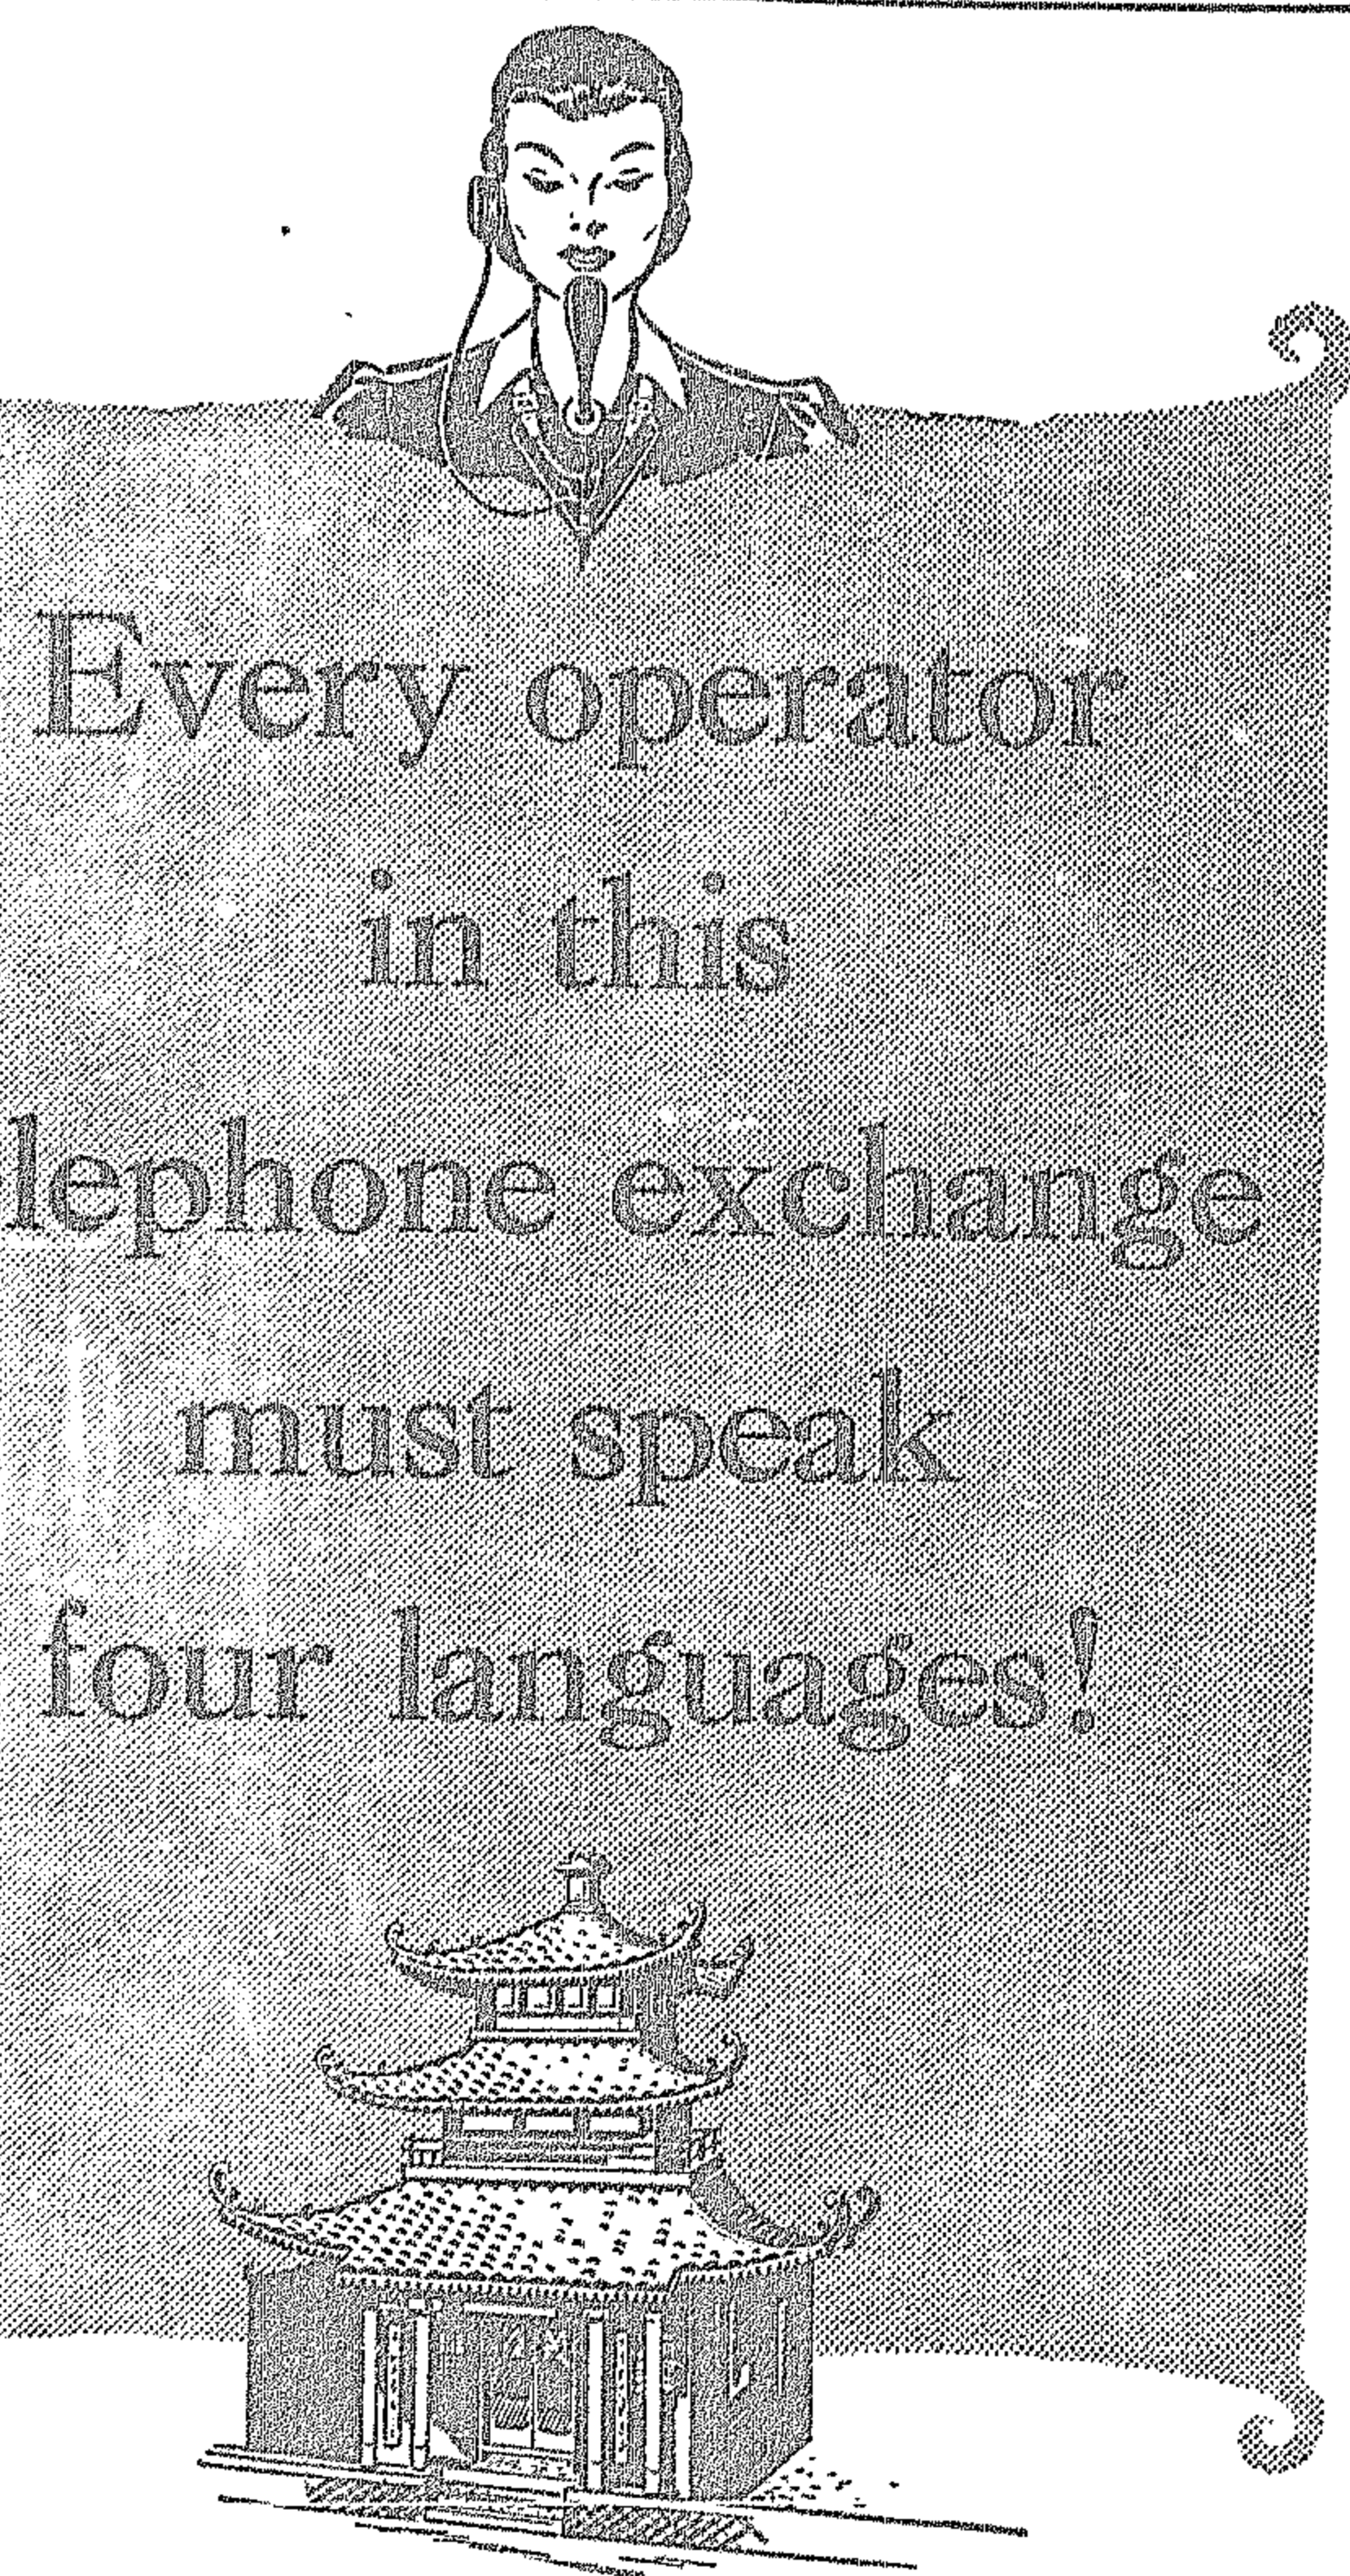 Every operator
in this
lephone exchange
must speak
four languages!